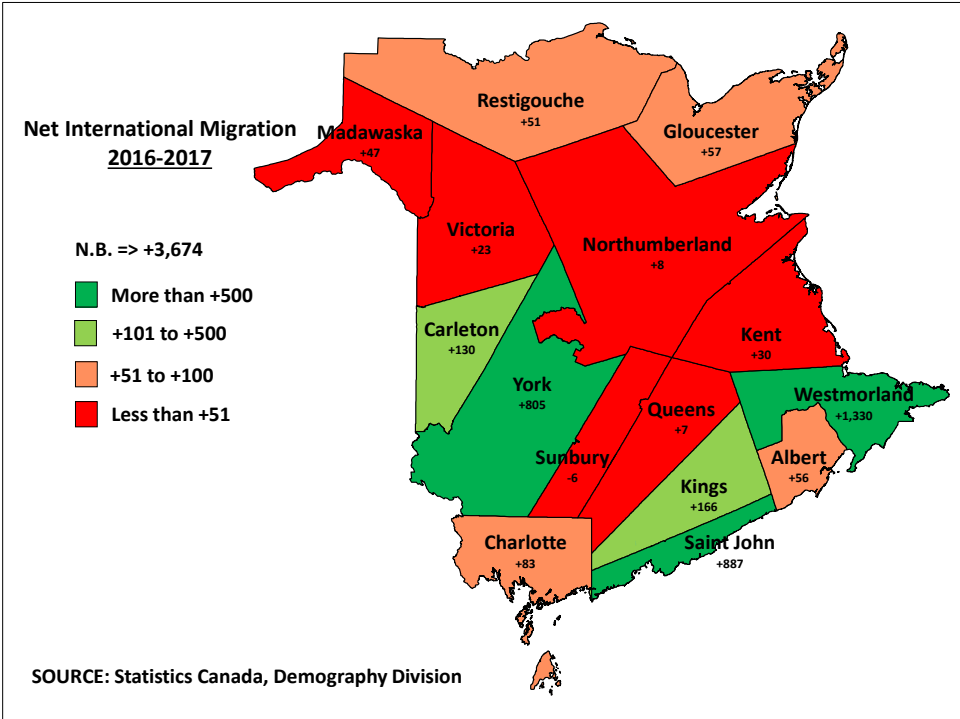 Net International Migration
2016-2017
N.B. => +3,674
More than +500
+101 to +500
+51 to +100
Less than +51
Restigouche
+51
Gloucester
+57
Madawaska
+47
Victoria
+23
Northumberland
+8
Carleton
+130
Kent
+30
York
+805
Westmorland
+1,330
Queens
+7
Sunbury
-6
Albert
+56
Kings
+166
Charlotte
+83
Saint John
+887
SOURCE: Statistics Canada, Demography Division